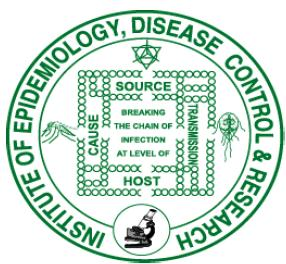 INSTITUTE OF EPIDEMIOLOGY, DISEASE CONTROL & RESEARCH
SOURCE
CAUSE
BREAKING
THE CHAIN OF
INFECTION
AT LEVEL OF
TRANSMISSION
HOST